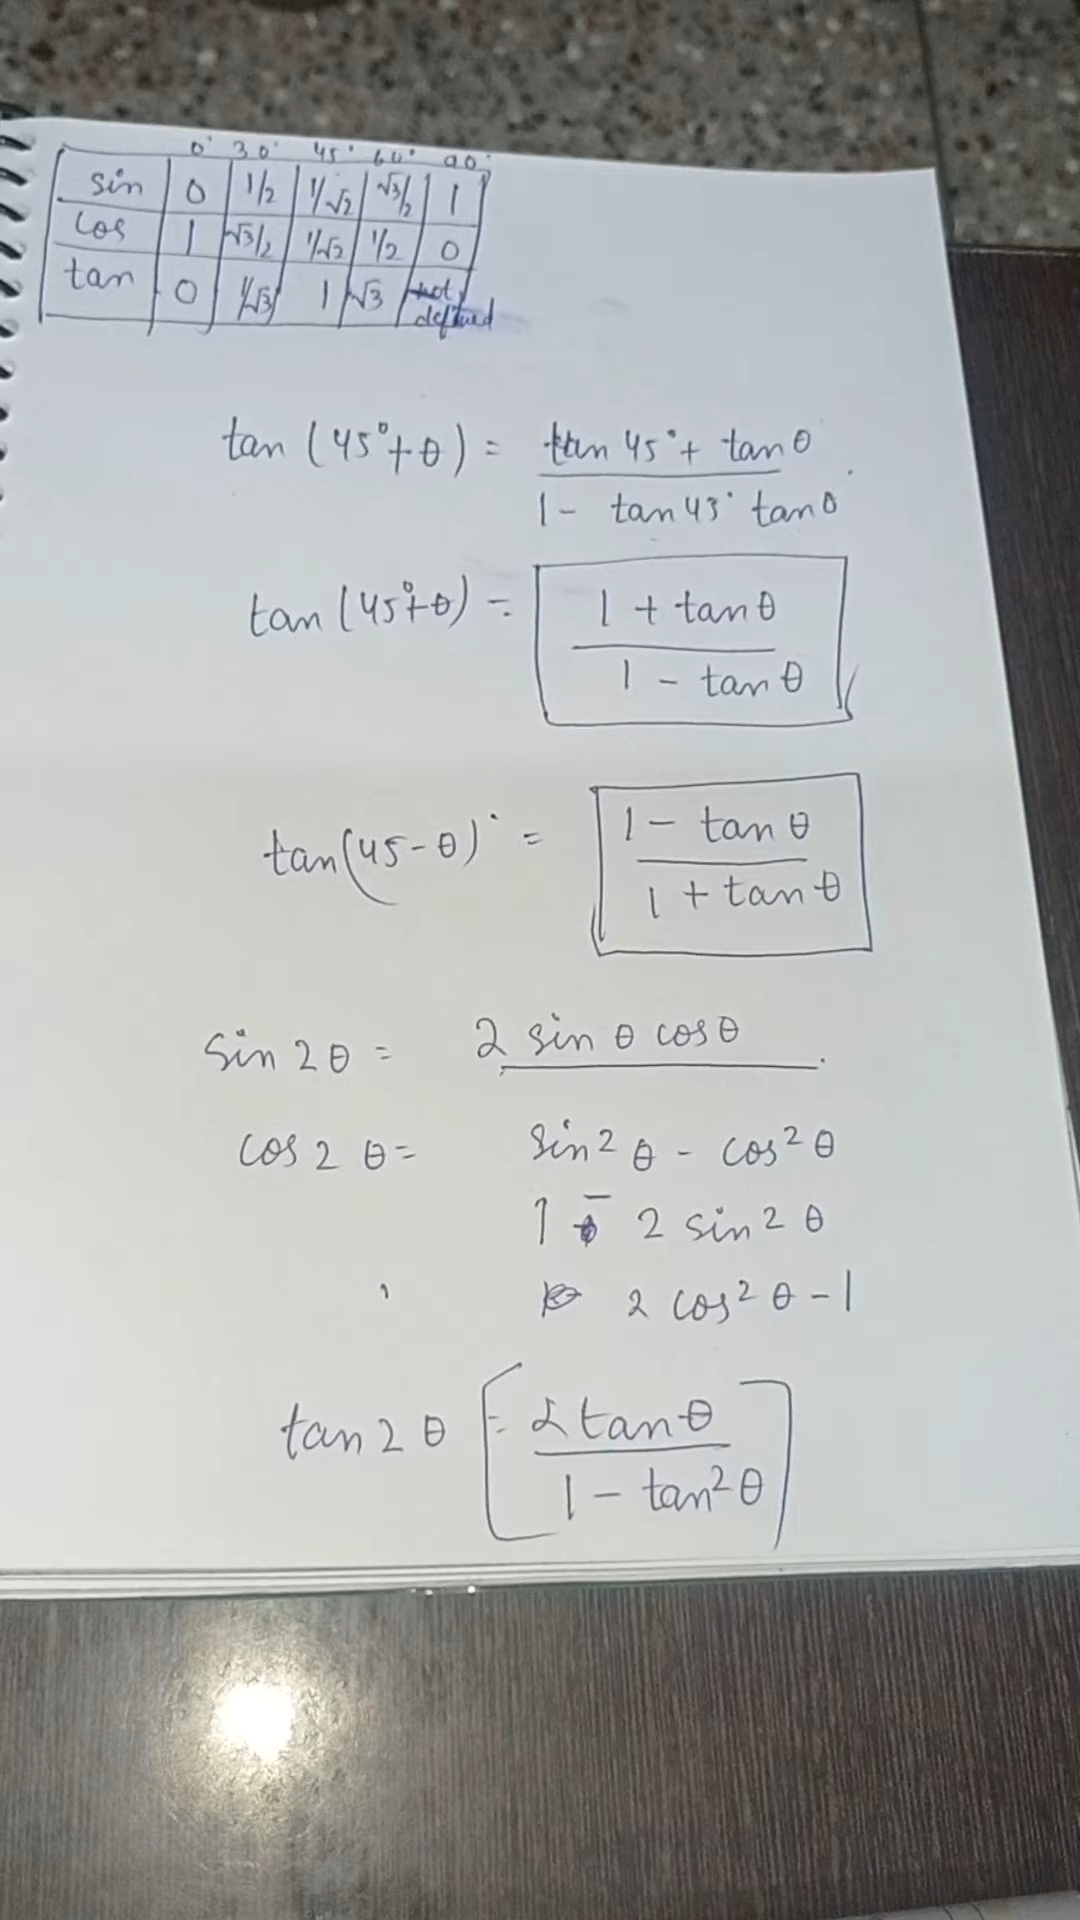 0° 30° 45° 60° 90°
sin 0 1/2 1/√2 √3/2 1
cos 1 √3/2 1/√2 1/2 0
tan 0 1/√3 1 √3 not defined
tan (45°+θ) = tan 45° + tan θ
1 - tan 45° tan θ
tan (45°+θ) = 1 + tan θ
1 - tan θ
tan(45-θ)° = 1 - tan θ
1 + tan θ
sin 2θ = 2 sin θ cos θ
cos 2θ = sin² θ - cos² θ
1 - 2 sin² θ
2 cos² θ - 1
tan 2θ = 2 tan θ
1 - tan² θ